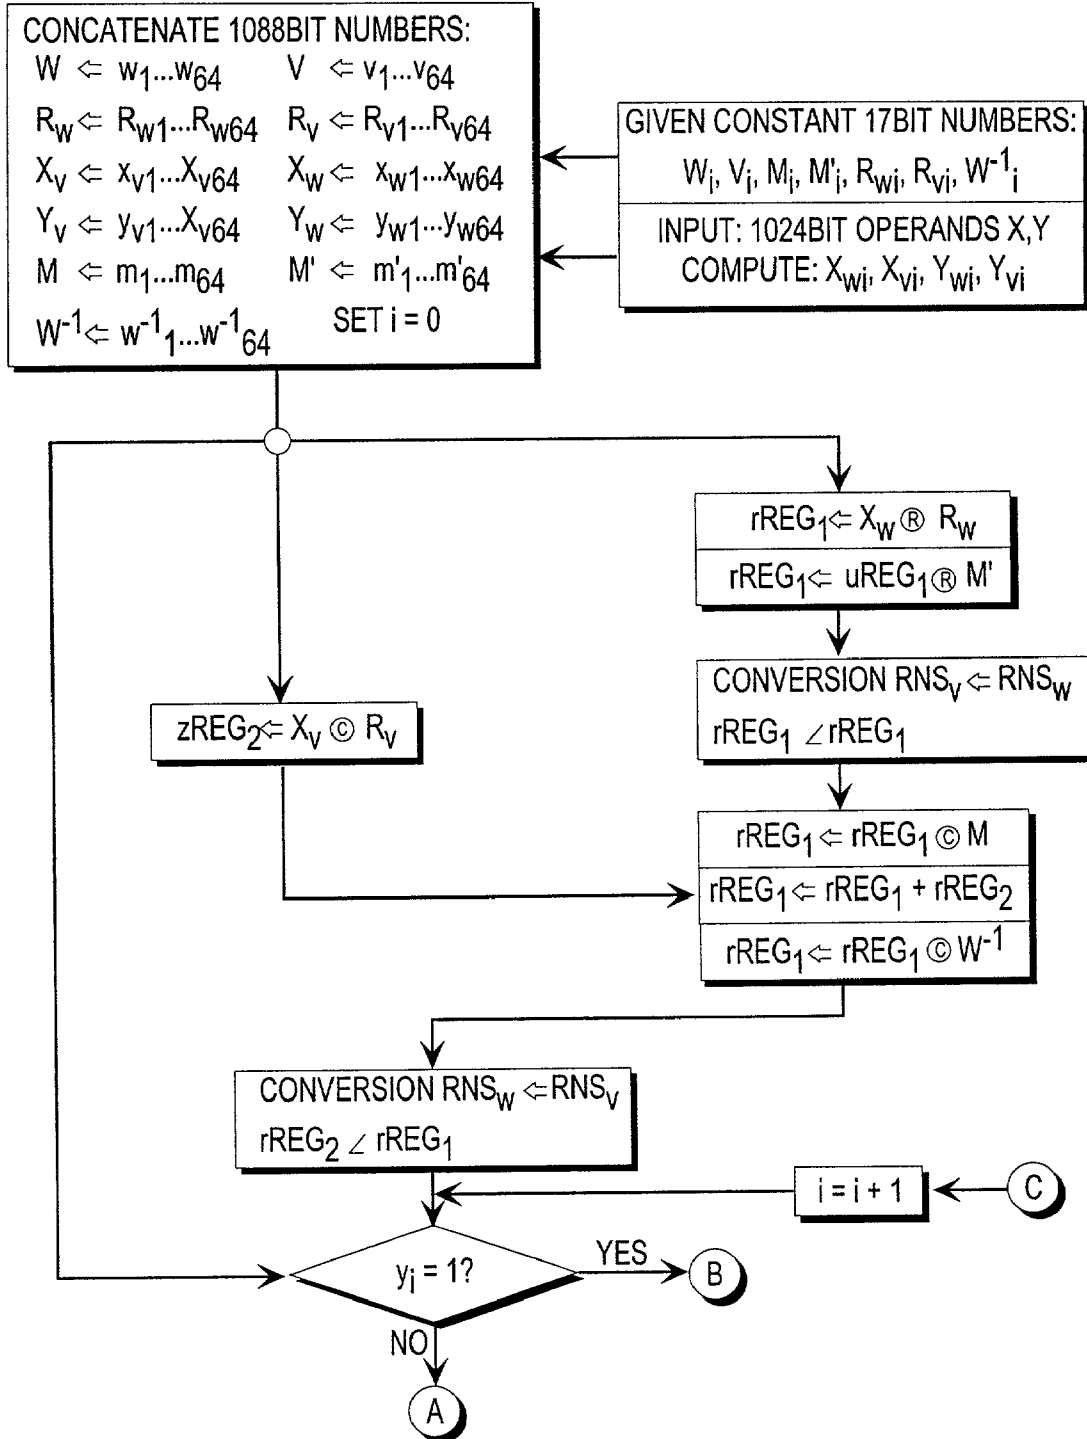 CONCATENATE 1088BIT NUMBERS:
W ⇐ w1...w64 V ⇐ v1...v64
Rw ⇐ Rw1...Rw64 Rv ⇐ Rv1...Rv64
Xv ⇐ xv1...Xv64 Xw ⇐ xw1...xw64
Yv ⇐ yv1...Xv64 Yw ⇐ yw1...yw64
M ⇐ m1...m64 M' ⇐ m'1...m'64
W-1 ⇐ w-11...w-164 SET i = 0
GIVEN CONSTANT 17BIT NUMBERS:
Wi, Vi, Mi, M'i, Rwi, Rvi, W-1i
INPUT: 1024BIT OPERANDS X,Y
COMPUTE: Xwi, Xvi, Ywi, Yvi
rREG1 ⇐ Xw Ⓡ Rw
rREG1 ⇐ uREG1 Ⓡ M'
CONVERSION RNSv ⇐ RNSw
rREG1 ∠ rREG1
zREG2 ⇐ Xv © Rv
rREG1 ⇐ rREG1 © M
rREG1 ⇐ rREG1 + rREG2
rREG1 ⇐ rREG1 © W-1
CONVERSION RNSw ⇐ RNSv
rREG2 ∠ rREG1
i = i + 1
C
yi = 1?
YES
B
NO
A